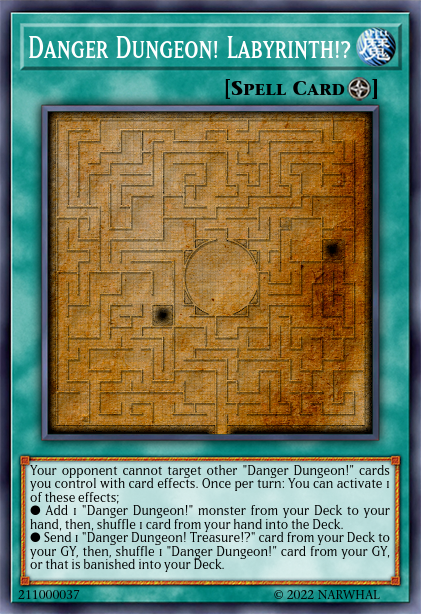 DANGER DUNGEON! LABYRINTH!?
魔
[SPELL CARD]
Your opponent cannot target other "Danger Dungeon!" cards
you control with card effects. Once per turn: You can activate 1
of these effects;
● Add 1 "Danger Dungeon!" monster from your Deck to your
hand, then, shuffle 1 card from your hand into the Deck.
● Send 1 "Danger Dungeon! Treasure!?" card from your Deck to
your GY, then, shuffle 1 "Danger Dungeon!" card from your GY,
or that is banished into your Deck.
211000037
© 2022 NARWHAL